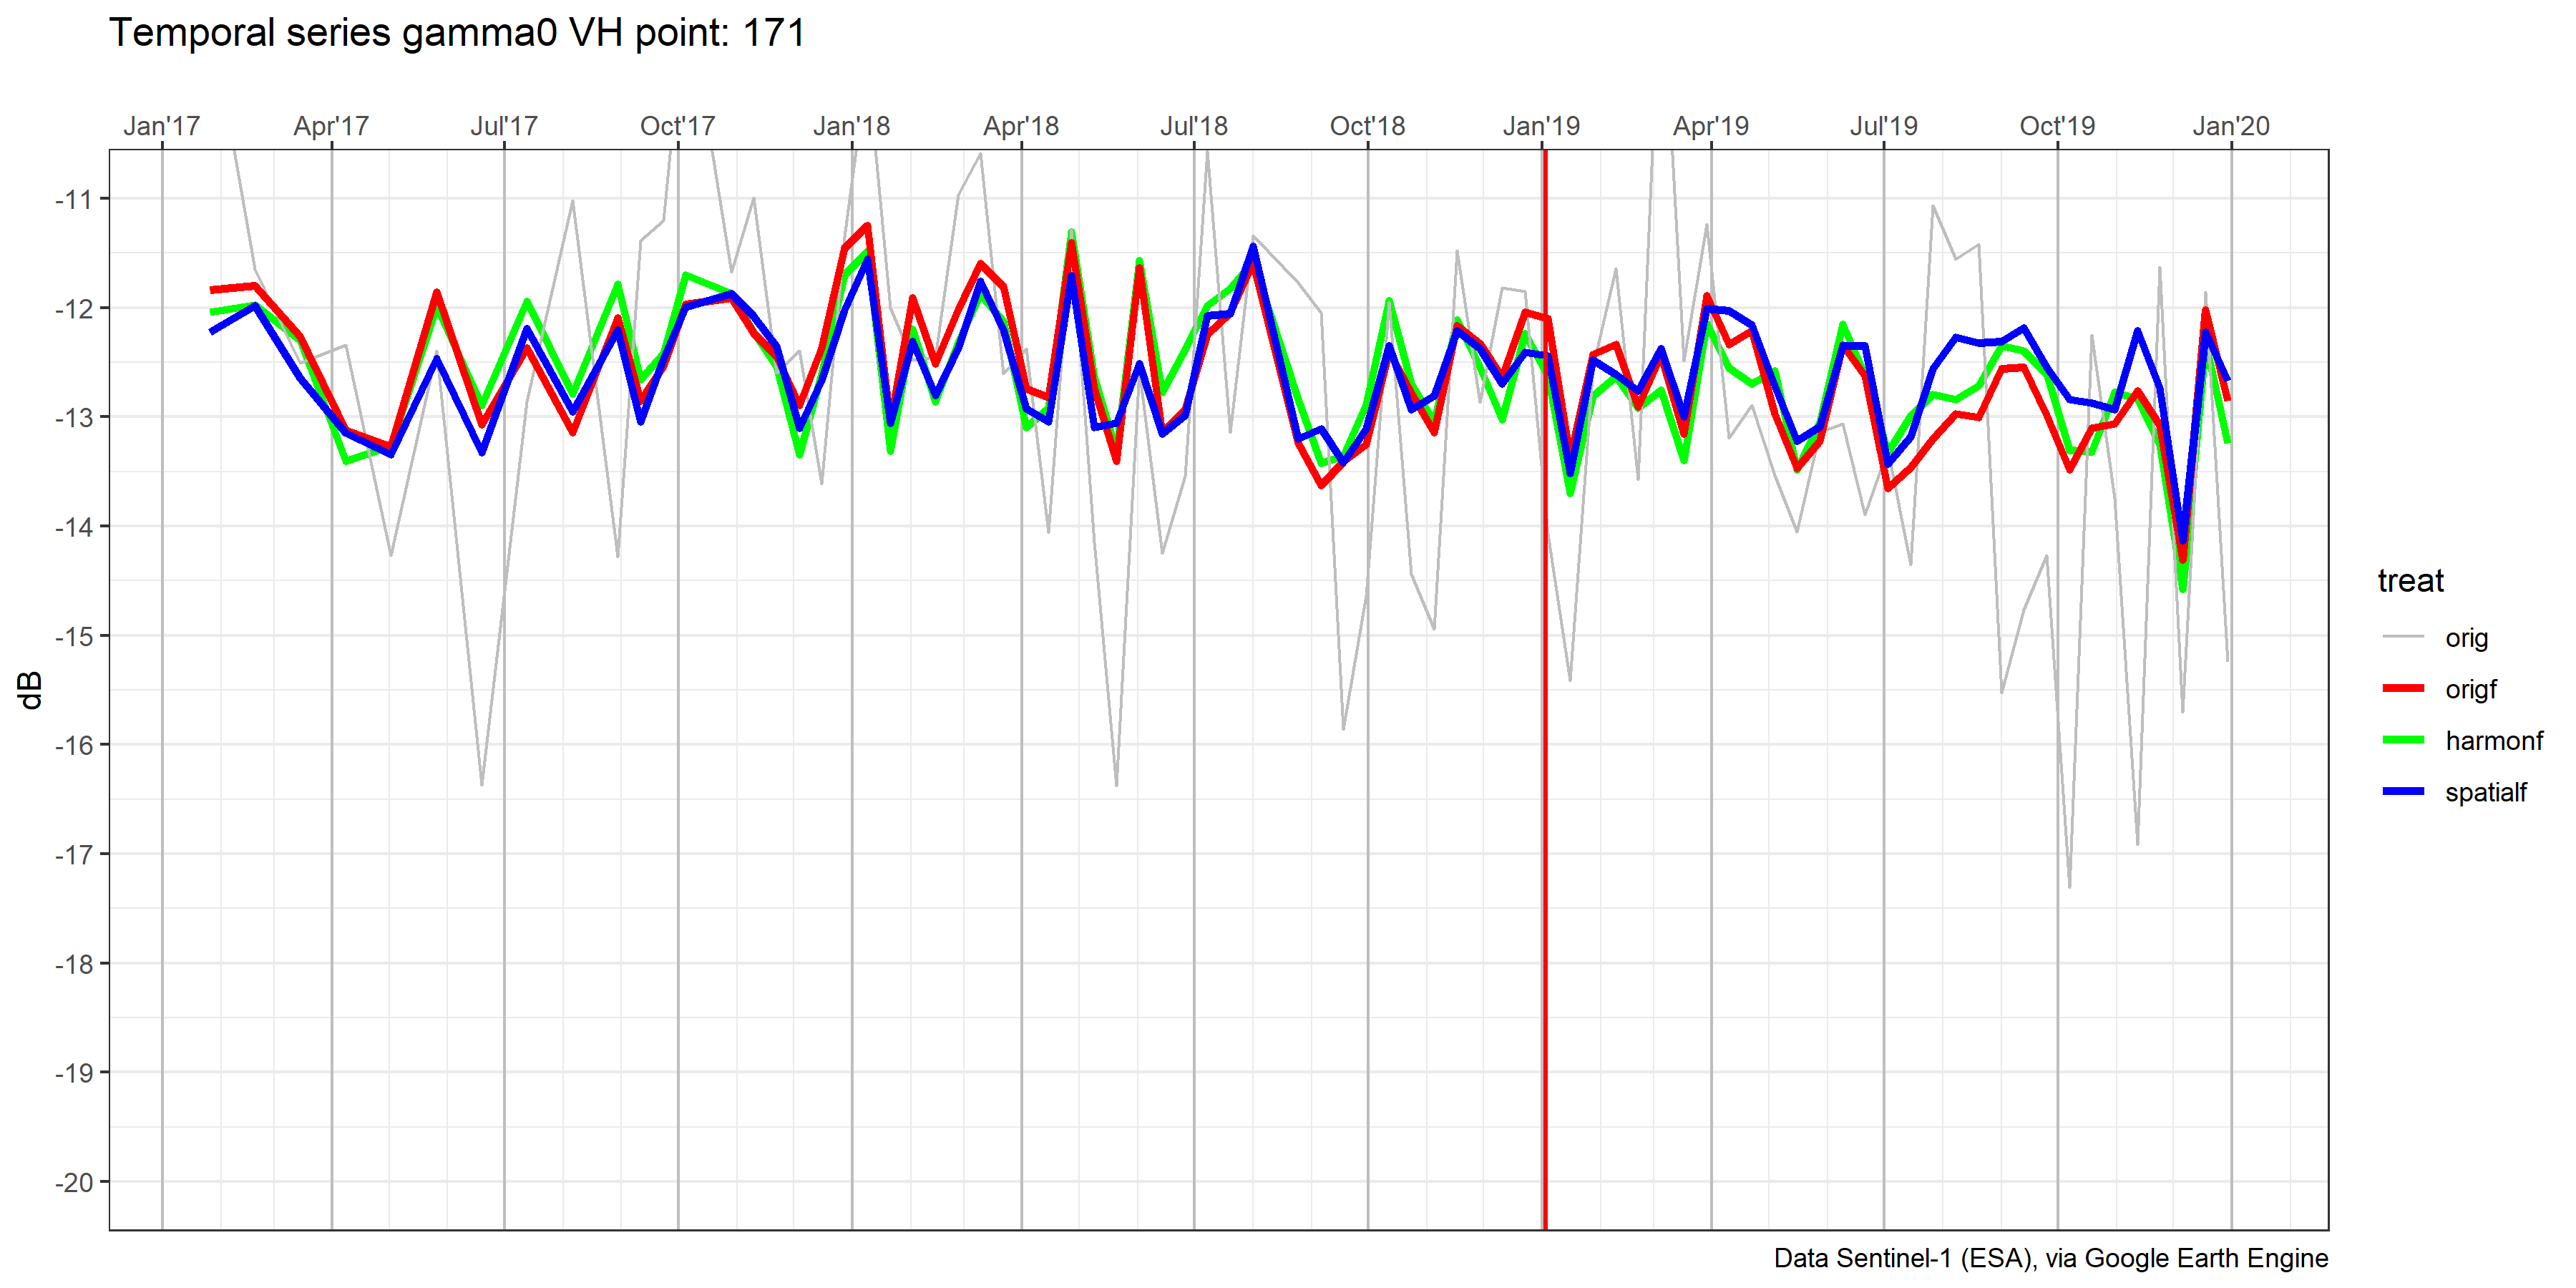 Temporal series gamma0 VH point: 171
Jan'17 Apr'17 Jul'17 Oct'17 Jan'18 Apr'18 Jul'18 Oct'18 Jan'19 Apr'19 Jul'19 Oct'19 Jan'20
-11
-12
-13
-14
-15
-16
-17
-18
-19
-20
dB
treat
orig
origf
harmonf
spatialf
Data Sentinel-1 (ESA), via Google Earth Engine